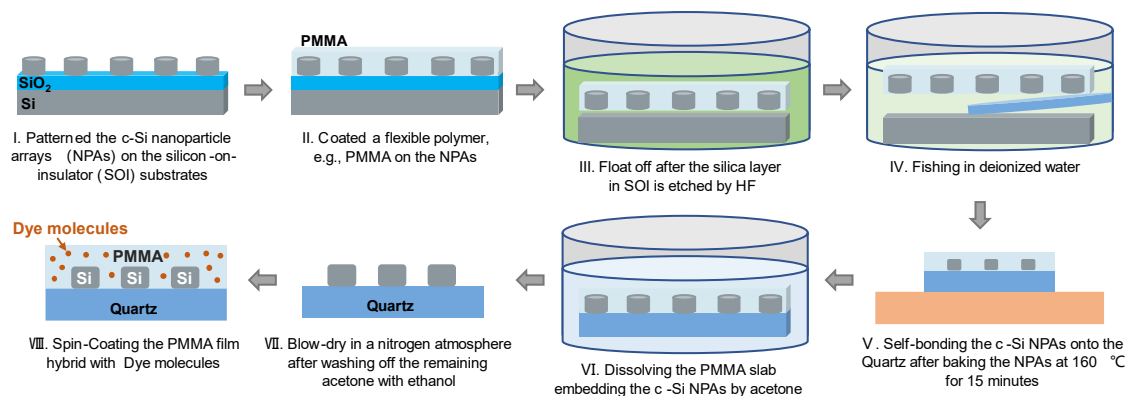 PMMA
SiO₂
Si
I. Patterned the c-Si nanoparticle
arrays (NPAs) on the silicon-on-
insulator (SOI) substrates
II. Coated a flexible polymer,
e.g., PMMA on the NPAs
III. Float off after the silica layer
in SOI is etched by HF
IV. Fishing in deionized water
Dye molecules
PMMA
Si
Si
Si
Quartz
VIII. Spin-Coating the PMMA film
hybrid with Dye molecules
Quartz
VII. Blow-dry in a nitrogen atmosphere
after washing off the remaining
acetone with ethanol
VI. Dissolving the PMMA slab
embedding the c-Si NPAs by acetone
V. Self-bonding the c-Si NPAs onto the
Quartz after baking the NPAs at 160 ℃
for 15 minutes